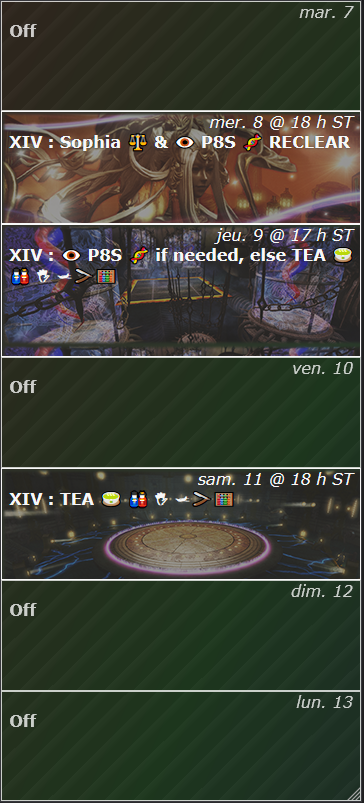 mar. 7
Off
mer. 8 @ 18 h ST
XIV : Sophia ⚖️ & 👁️ P8S 🧬 RECLEAR
jeu. 9 @ 17 h ST
XIV : 👁️ P8S 🧬 if needed, else TEA
ven. 10
Off
sam. 11 @ 18 h ST
XIV : TEA
dim. 12
Off
lun. 13
Off